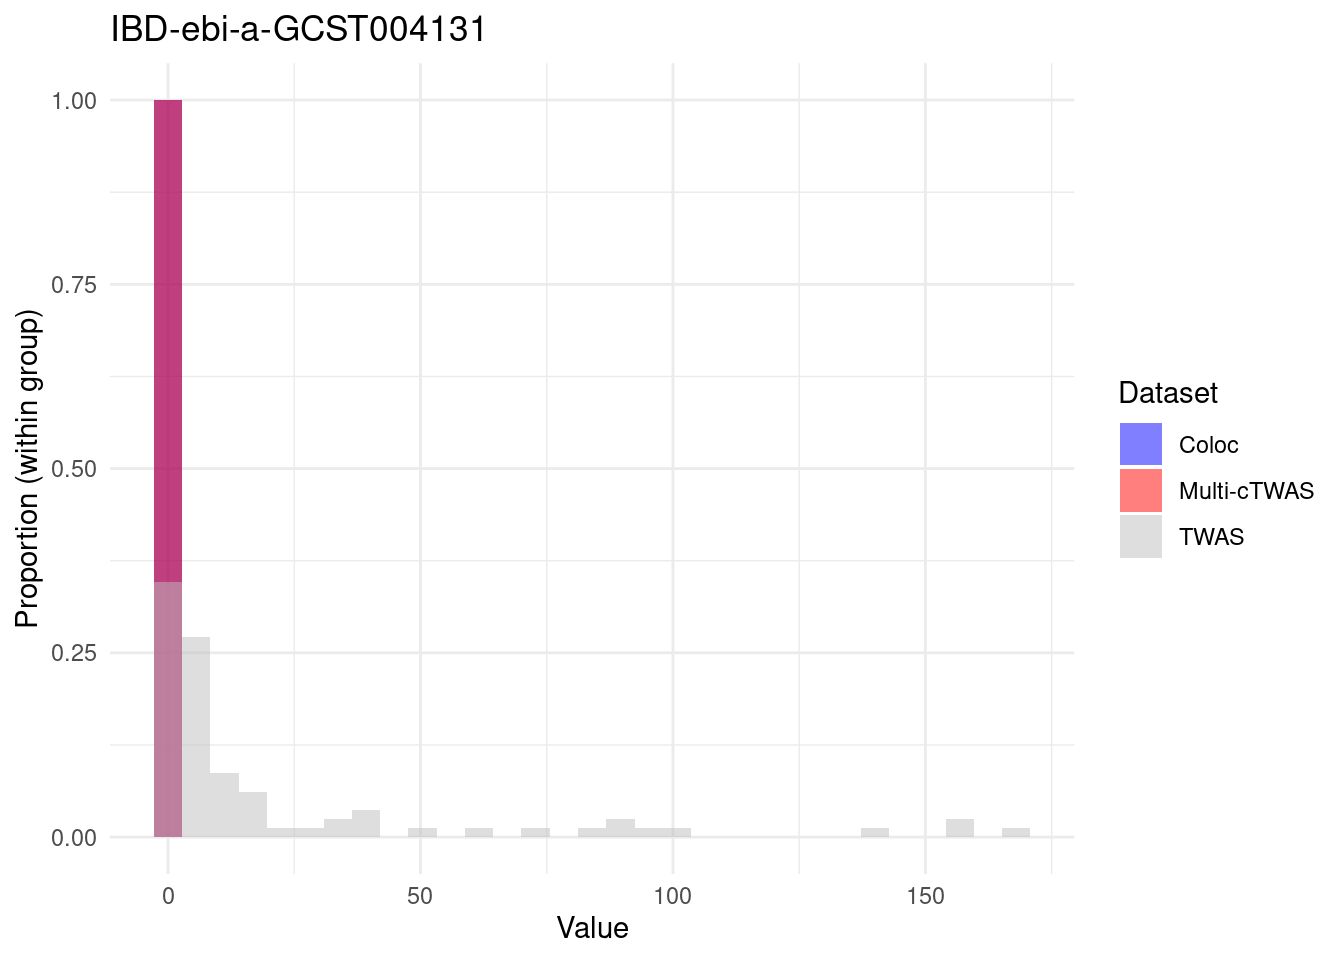 IBD-ebi-a-GCST004131
1.00
0.75
0.50
0.25
0.00
Proportion (within group)
0 50 100 150
Value
Dataset
Coloc
Multi-cTWAS
TWAS